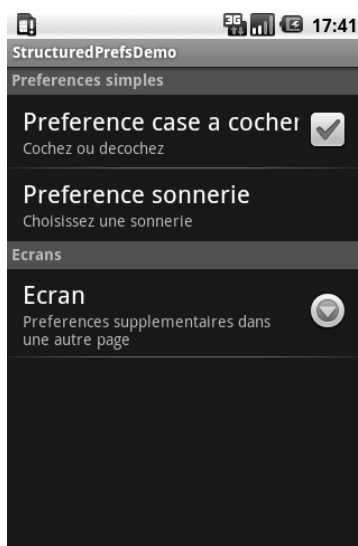 3G 17:41
StructuredPrefsDemo
Preferences simples
Preference case a cocher
Cochez ou decochez
Preference sonnerie
Choisissez une sonnerie
Ecrans
Ecran
Preferences supplementaires dans
une autre page